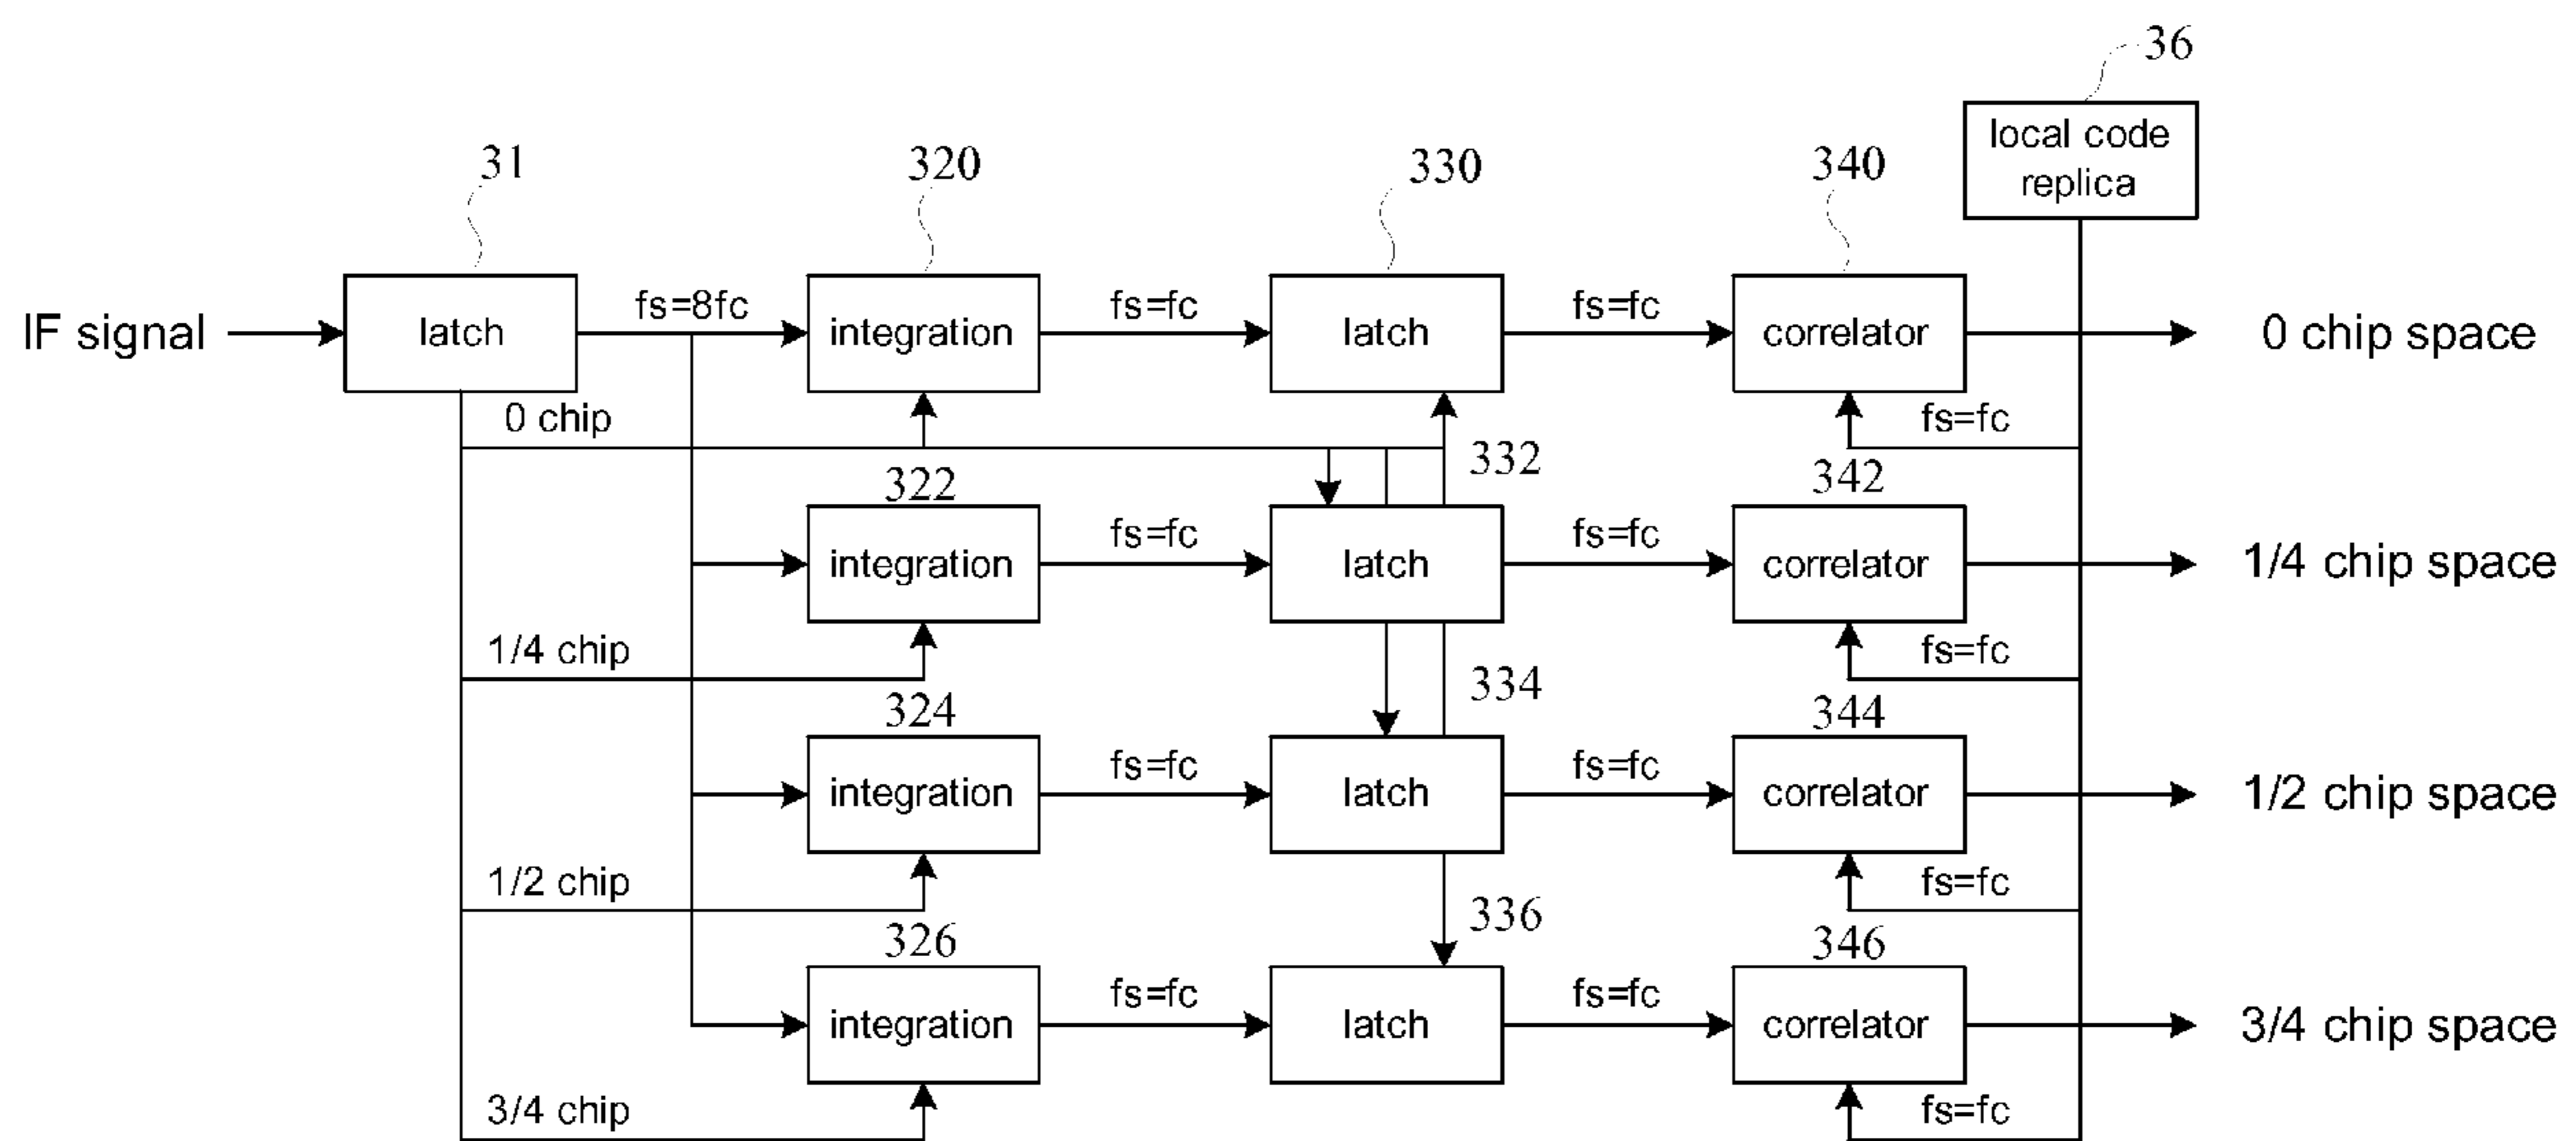 36
local code
replica
31
320
330
340
IF signal
latch
fs=8fc
integration
fs=fc
latch
fs=fc
correlator
0 chip space
0 chip
fs=fc
322
332
342
integration
fs=fc
latch
fs=fc
correlator
1/4 chip space
1/4 chip
fs=fc
324
334
344
integration
fs=fc
latch
fs=fc
correlator
1/2 chip space
1/2 chip
fs=fc
326
336
346
integration
fs=fc
latch
fs=fc
correlator
3/4 chip space
3/4 chip
fs=fc